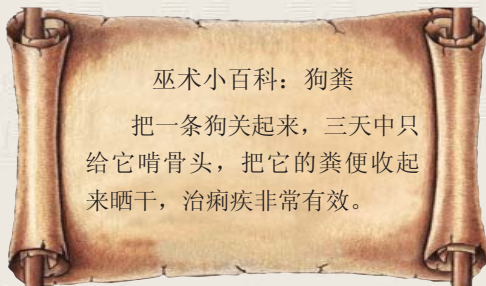 巫术小百科：狗粪
把一条狗关起来，三天中只
给它啃骨头，把它的粪便收起
来晒干，治痢疾非常有效。